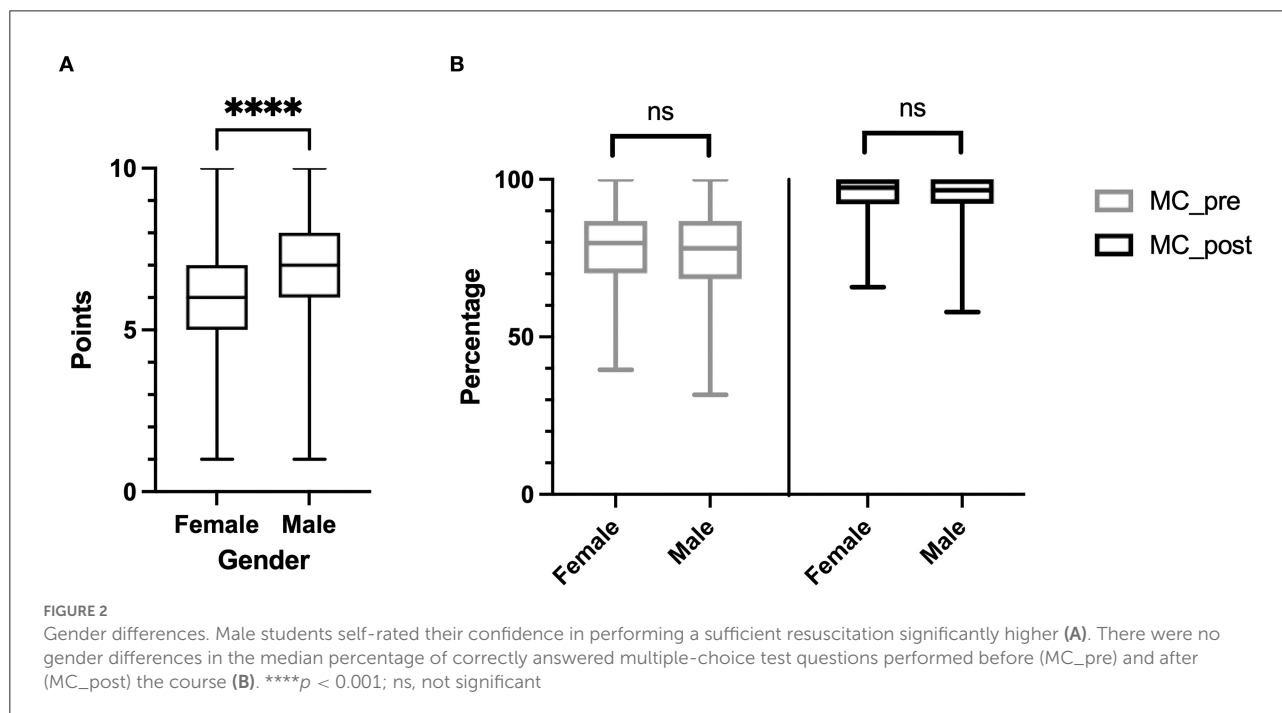 A
B
****
ns
ns
10
5
0
Points
Female Male
Gender
100
50
0
Percentage
Female
Male
Female
Male
MC_pre
MC_post
FIGURE 2
Gender differences. Male students self-rated their confidence in performing a sufficient resuscitation significantly higher (A). There were no
gender differences in the median percentage of correctly answered multiple-choice test questions performed before (MC_pre) and after
(MC_post) the course (B). ****p < 0.001; ns, not significant